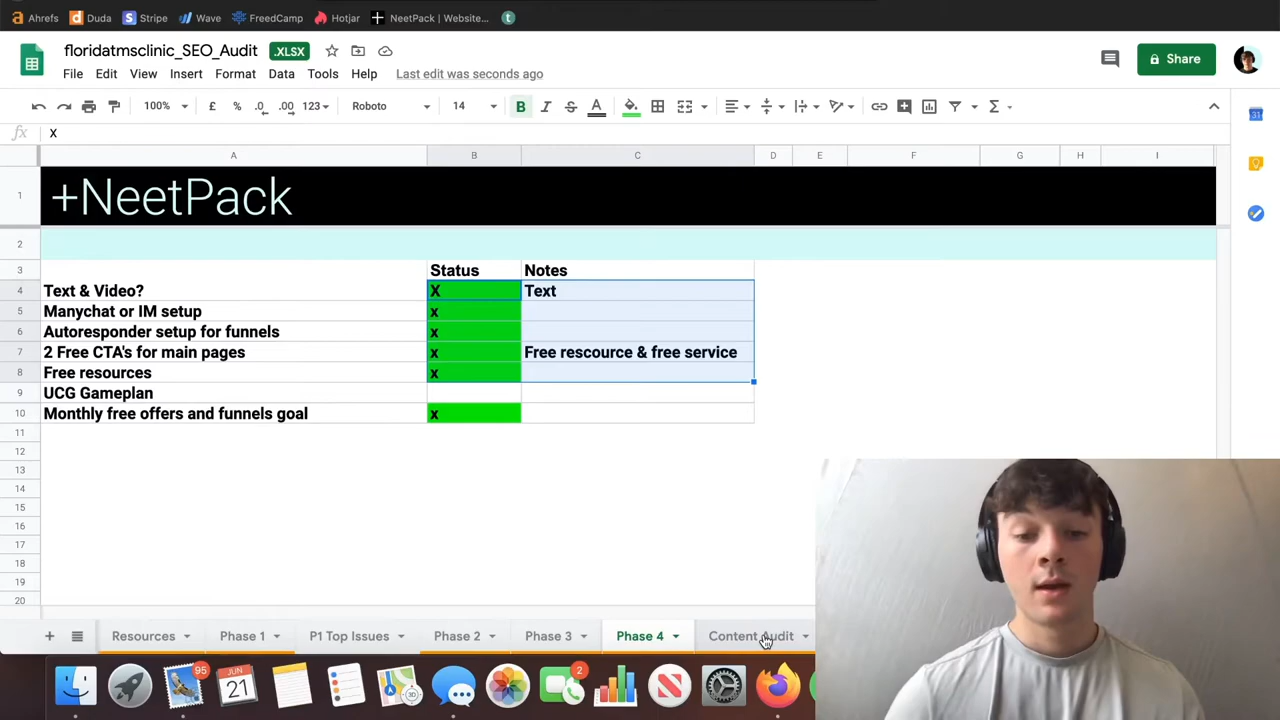 Ahrefs Duda Stripe Wave FreedCamp Hotjar NeetPack | Website...
floridatmsclinic_SEO_Audit .XLSX
Share
File Edit View Insert Format Data Tools Help Last edit was seconds ago
100% £ % .0 .00 123 Roboto 14 B I S A Σ
fx X
A B C D E F G H I
1 +NeetPack
2
3 Status Notes
4 Text & Video? X Text
5 Manychat or IM setup x
6 Autoresponder setup for funnels x
7 2 Free CTA's for main pages x Free rescource & free service
8 Free resources x
9 UCG Gameplan
10 Monthly free offers and funnels goal x
11
12
13
14
15
16
17
18
19
20
Resources Phase 1 P1 Top Issues Phase 2 Phase 3 Phase 4 Content Audit
95 JUN 21 2